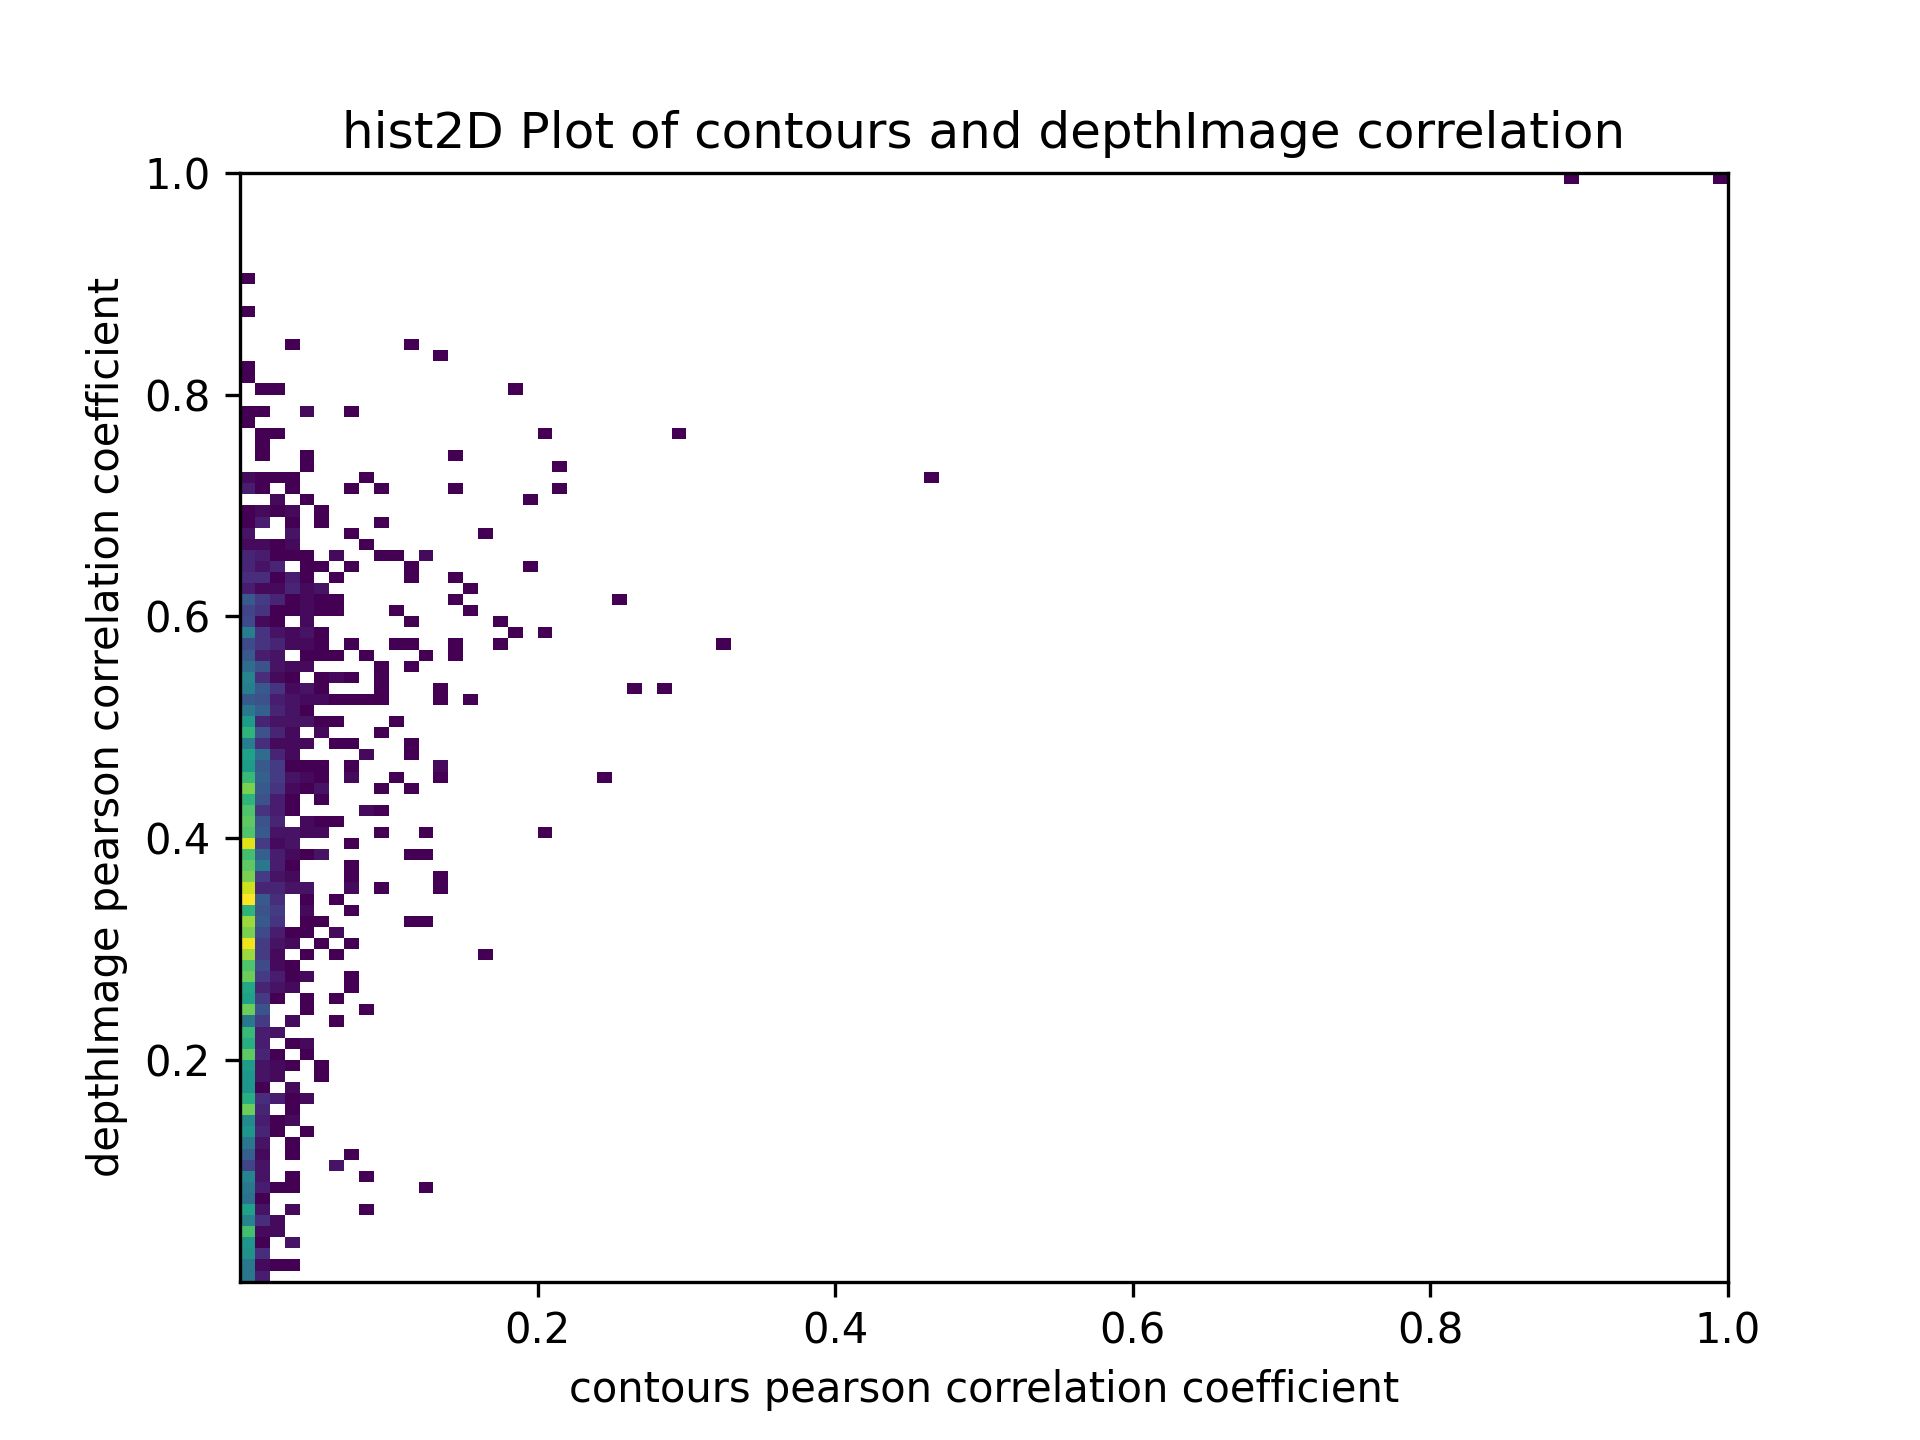 hist2D Plot of contours and depthImage correlation
1.0
0.8
0.6
0.4
0.2
depthImage pearson correlation coefficient
0.2 0.4 0.6 0.8 1.0
contours pearson correlation coefficient